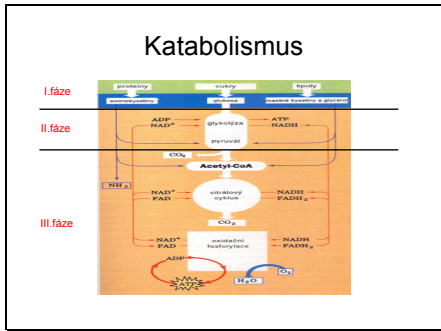 Katabolismus
I.fáze
proteiny cukry lipidy
aminokyseliny glukosa mastné kyseliny a glycerol
II.fáze
ADP ATP
NAD⁺ glykolýza NADH
pyruvát
CO₂
Acetyl-CoA
NH₃
NAD⁺ citrátový NADH
FAD cyklus FADH₂
CO₂
III.fáze
NAD⁺ oxidační NADH
FAD fosforylace FADH₂
ADP
ATP H₂O O₂